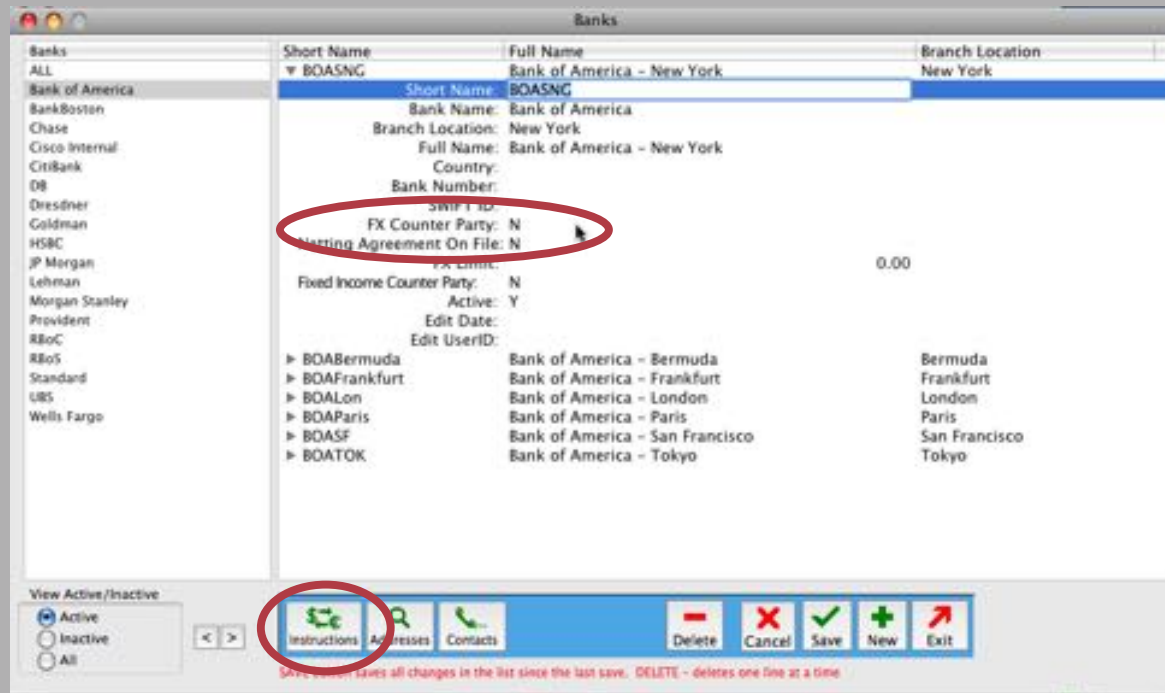 Banks
Banks
ALL
Bank of America
BankBoston
Chase
Cisco Internal
CitiBank
DB
Dresdner
Goldman
HSBC
JP Morgan
Lehman
Morgan Stanley
Provident
RBoC
RBoS
Standard
UBS
Wells Fargo
Short Name Full Name Branch Location
▼ BOASNG Bank of America - New York New York
Short Name: BOASNG
Bank Name: Bank of America
Branch Location: New York
Full Name: Bank of America - New York
Country:
Bank Number:
SWIFT ID:
FX Counter Party: N
Netting Agreement On File: N
FX Limit: 0.00
Fixed Income Counter Party: N
Active: Y
Edit Date:
Edit UserID:
▶ BOABermuda Bank of America - Bermuda Bermuda
▶ BOAFrankfurt Bank of America - Frankfurt Frankfurt
▶ BOALon Bank of America - London London
▶ BOAParis Bank of America - Paris Paris
▶ BOASF Bank of America - San Francisco San Francisco
▶ BOATOK Bank of America - Tokyo Tokyo
View Active/Inactive
Active
Inactive
All
< >
Instructions Addresses Contacts Delete Cancel Save New Exit
SAVE button saves all changes in the list since the last save. DELETE - deletes one line at a time